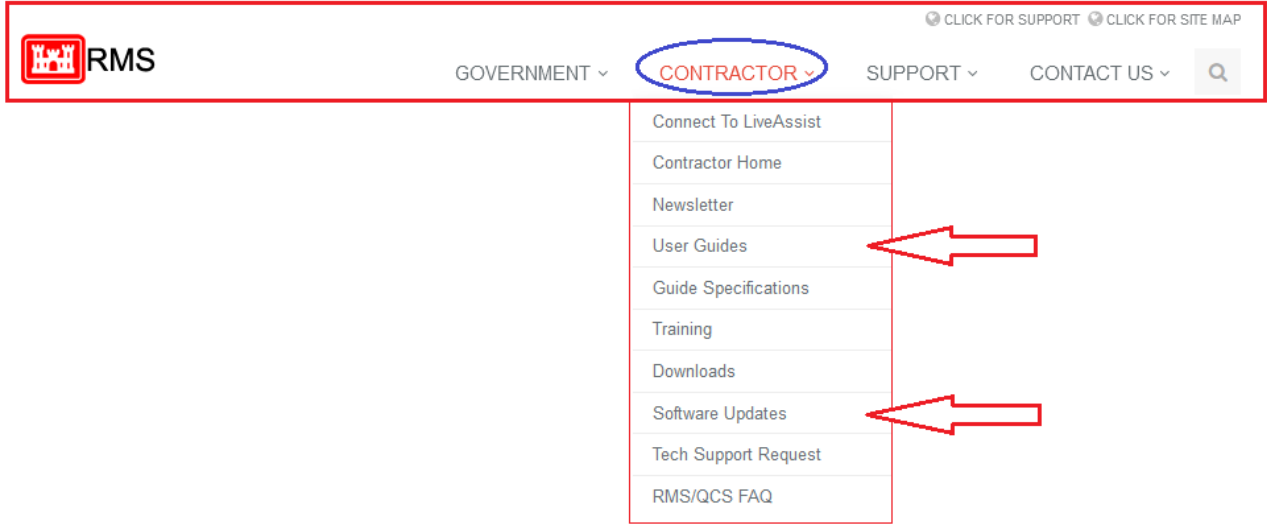 CLICK FOR SUPPORT CLICK FOR SITE MAP
RMS
GOVERNMENT CONTRACTOR SUPPORT CONTACT US
Connect To LiveAssist
Contractor Home
Newsletter
User Guides
Guide Specifications
Training
Downloads
Software Updates
Tech Support Request
RMS/QCS FAQ